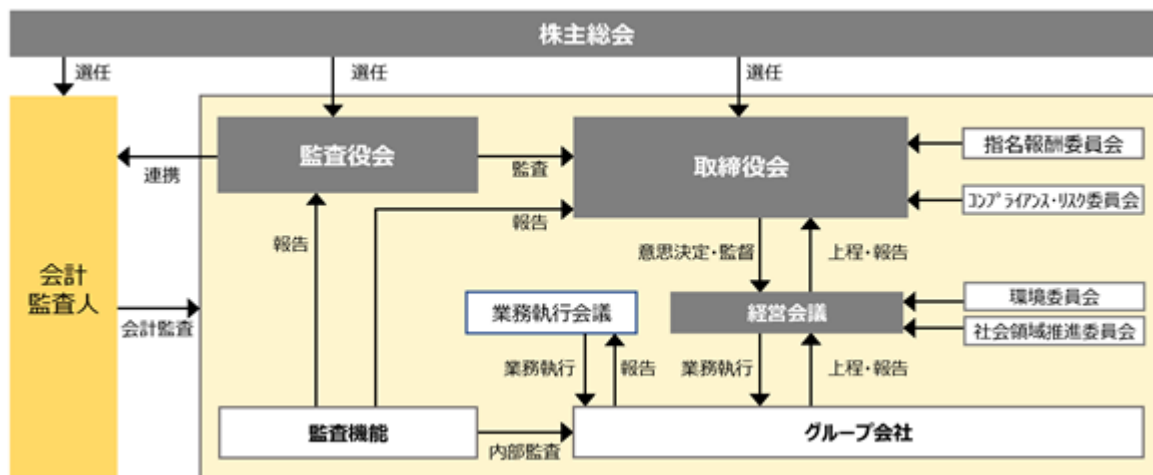 株主総会
選任
選任
選任
監査役会
取締役会
指名報酬委員会
コンプライアンス・リスク委員会
連携
監査
報告
報告
意思決定・監督
上程・報告
会計
監査人
会計監査
業務執行会議
経営会議
環境委員会
社会領域推進委員会
業務執行
報告
業務執行
上程・報告
監査機能
内部監査
グループ会社